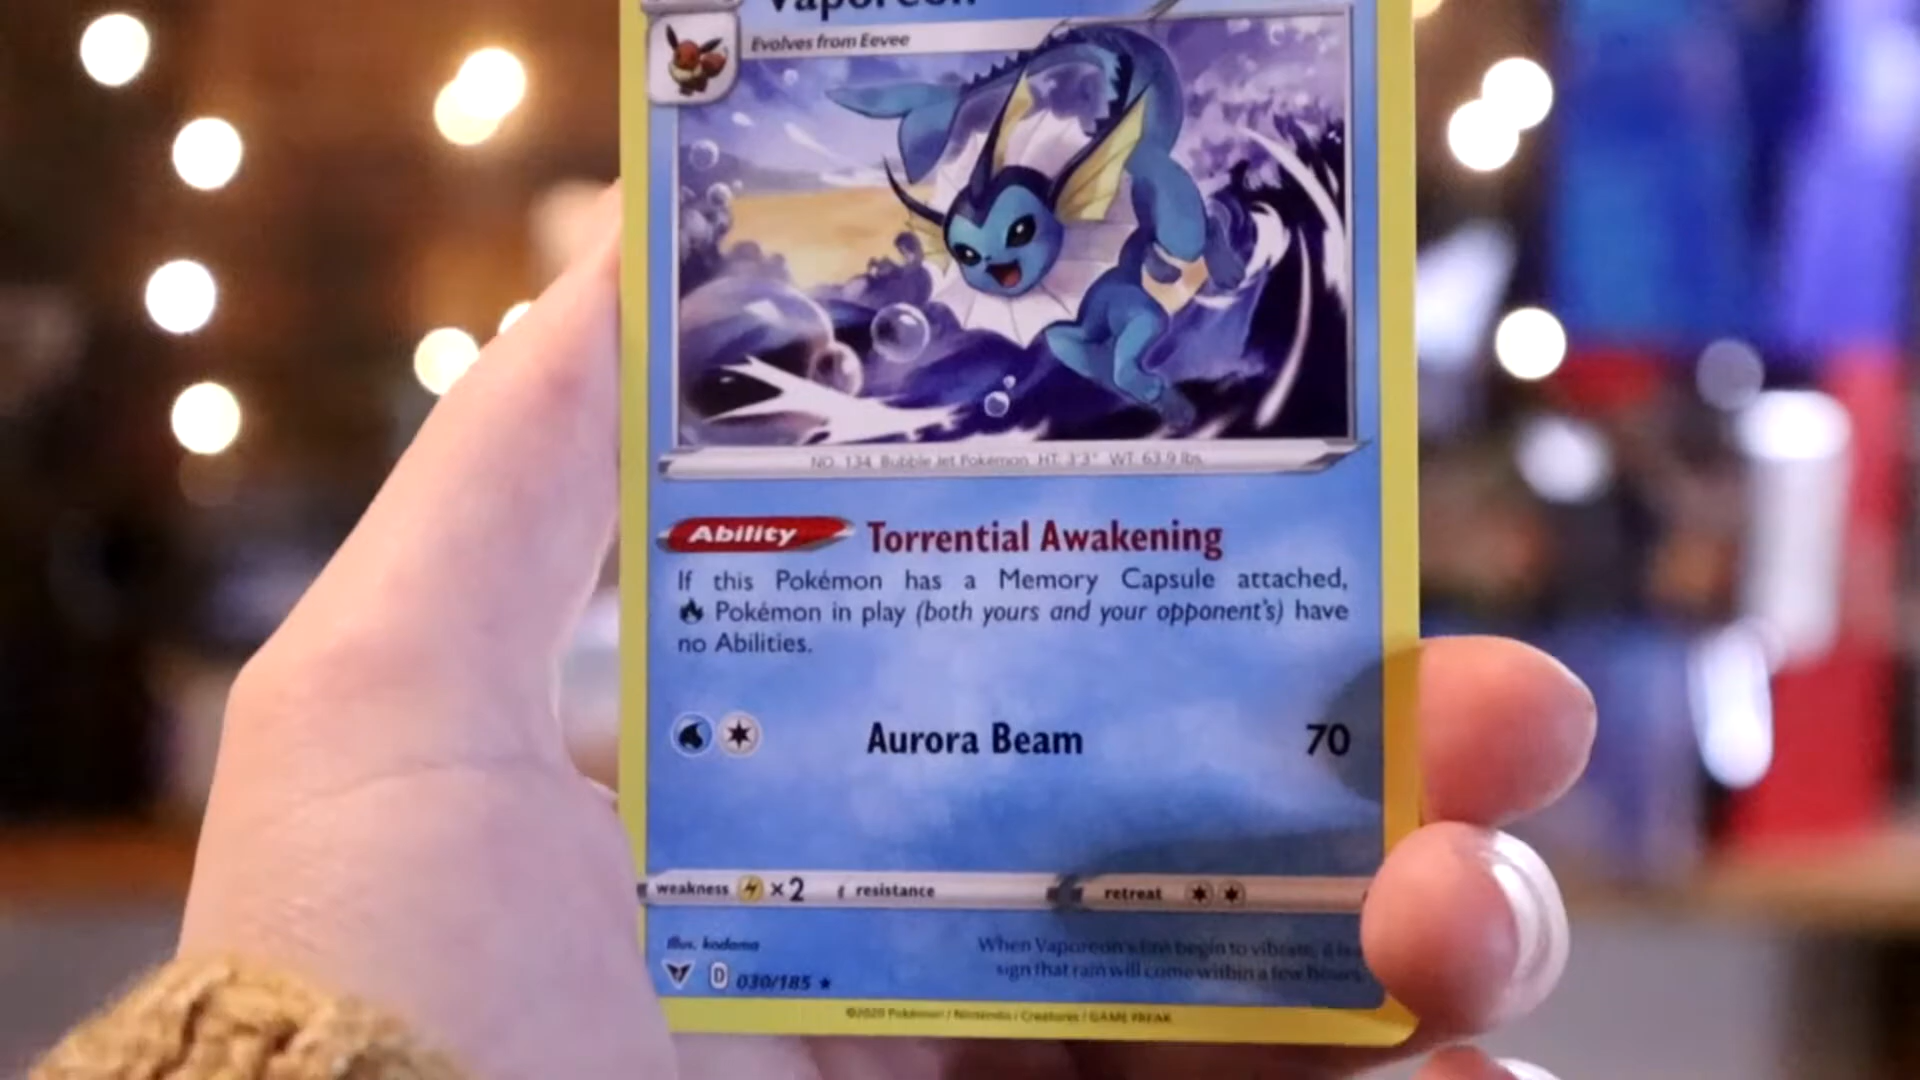 Vaporeon
Evolves from Eevee
NO. 134 Bubble Jet Pokémon HT: 3'3" WT: 63.9 lbs.
Ability Torrential Awakening
If this Pokémon has a Memory Capsule attached,
Pokémon in play (both yours and your opponent's) have
no Abilities.
Aurora Beam 70
weakness ×2 resistance retreat
Illus. kodama
When Vaporeon's fins begin to vibrate, it is a
sign that rain will come within a few hours.
D 030/185 ★
©2020 Pokémon / Nintendo / Creatures / GAME FREAK